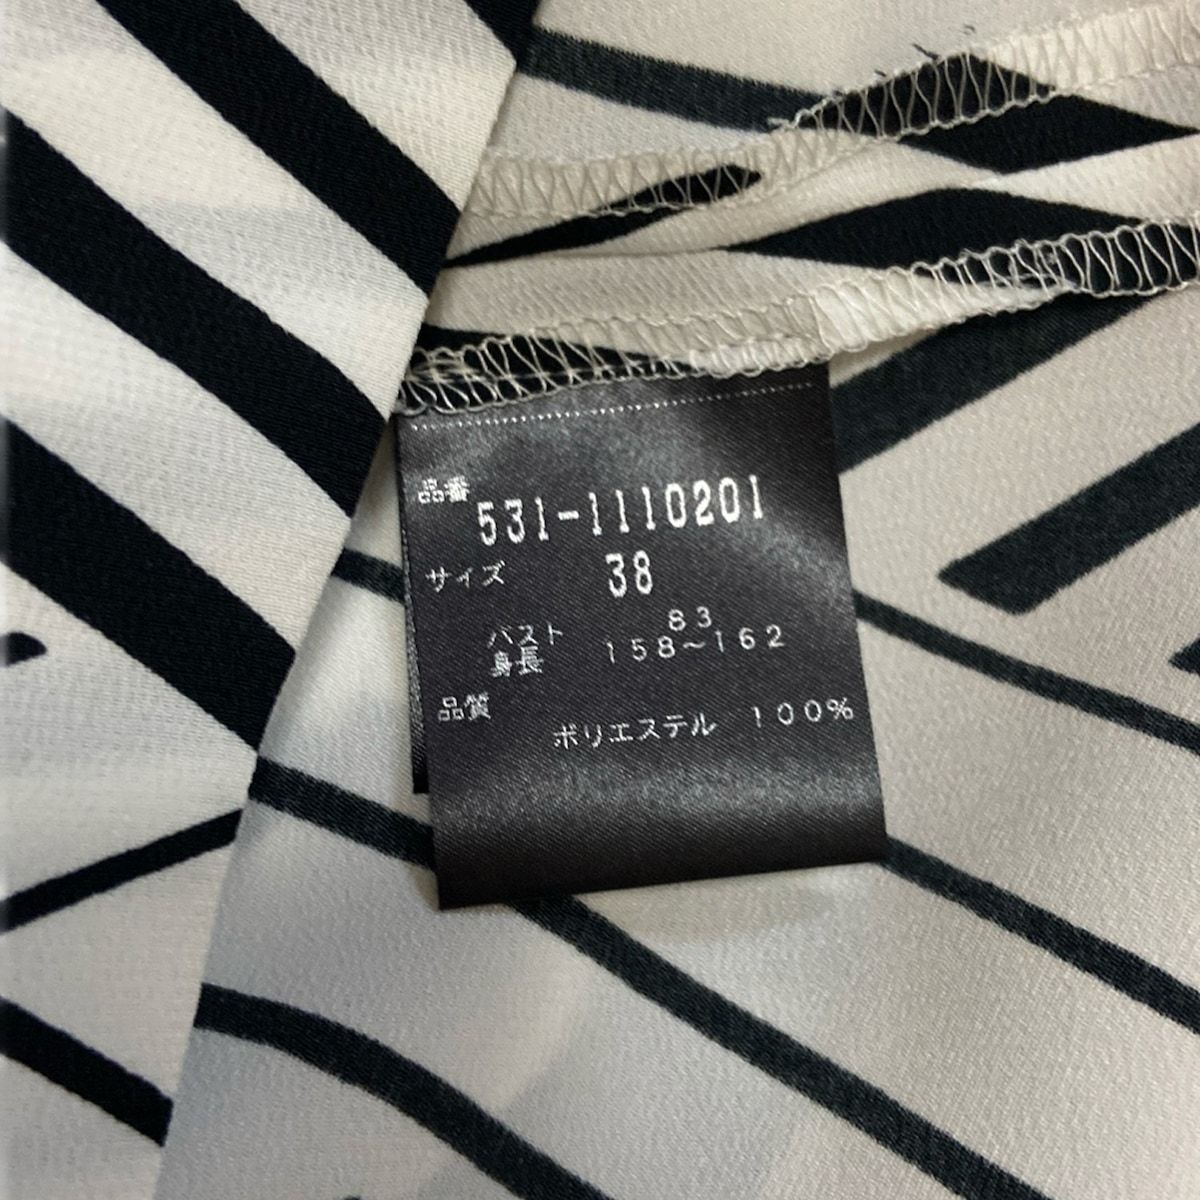 品番
531-1110201
サイズ 38
バスト 83
身長 158~162
品質
ポリエステル 100%